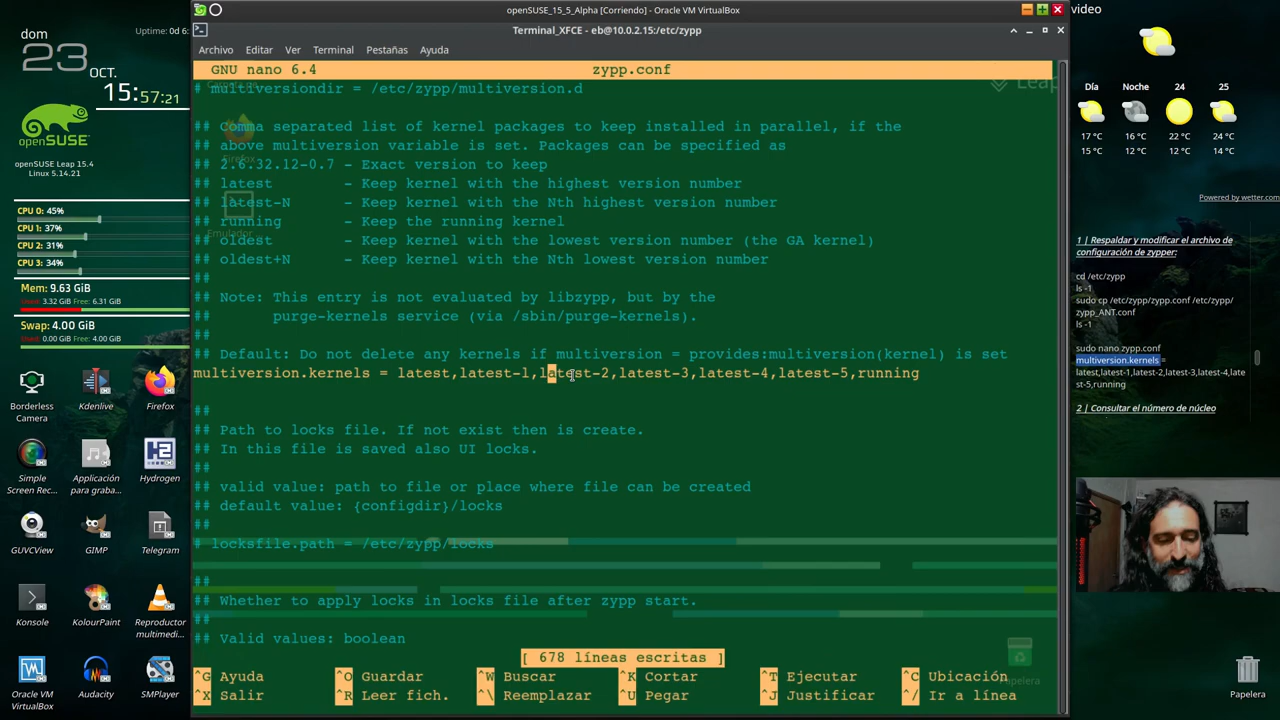 openSUSE_15_5_Alpha [Corriendo] - Oracle VM VirtualBox
Terminal_XFCE - eb@10.0.2.15:/etc/zypp
Archivo Editar Ver Terminal Pestañas Ayuda
GNU nano 6.4 zypp.conf
# multiversiondir = /etc/zypp/multiversion.d
## Comma separated list of kernel packages to keep installed in parallel, if the
## above multiversion variable is set. Packages can be specified as
## 2.6.32.12-0.7 - Exact version to keep
## latest - Keep kernel with the highest version number
## latest-N - Keep kernel with the Nth highest version number
## running - Keep the running kernel
## oldest - Keep kernel with the lowest version number (the GA kernel)
## oldest+N - Keep kernel with the Nth lowest version number
##
## Note: This entry is not evaluated by libzypp, but by the
## purge-kernels service (via /sbin/purge-kernels).
##
## Default: Do not delete any kernels if multiversion = provides:multiversion(kernel) is set
multiversion.kernels = latest,latest-1,latest-2,latest-3,latest-4,latest-5,running
##
## Path to locks file. If not exist then is create.
## In this file is saved also UI locks.
##
## valid value: path to file or place where file can be created
## default value: {configdir}/locks
##
# locksfile.path = /etc/zypp/locks
##
## Whether to apply locks in locks file after zypp start.
##
## Valid values: boolean
[ 678 líneas escritas ]
^G Ayuda ^O Guardar ^W Buscar ^K Cortar ^T Ejecutar ^C Ubicación
^X Salir ^R Leer fich. ^\ Reemplazar ^U Pegar ^J Justificar ^/ Ir a línea
Firefox
Emulador
Leap
Papelera
dom
23
OCT.
15:57:21
Uptime: 0d 6:
openSUSE
openSUSE Leap 15.4
Linux 5.14.21
CPU 0: 45%
CPU 1: 37%
CPU 2: 31%
CPU 3: 34%
Mem: 9.63 GiB
Used: 3.32 GiB Free: 6.31 GiB
Swap: 4.00 GiB
Borderless Camera
Kdenlive
Firefox
Simple Screen Rec...
Aplicación para graba...
Hydrogen
GUVCView
GIMP
Telegram
Konsole
KolourPaint
Reproductor multimedi...
Oracle VM VirtualBox
Audacity
SMPlayer
video
Día Noche 24 25
17 °C 16 °C 22 °C 24 °C
15 °C 12 °C 12 °C 14 °C
Powered by wetter.com
1 | Respaldar y modificar el archivo de
configuración de zypper:
cd /etc/zypp
ls -1
sudo cp /etc/zypp/zypp.conf /etc/zypp/
zypp_ANT.conf
ls -1
sudo nano zypp.conf
multiversion.kernels =
latest,latest-1,latest-2,latest-3,latest-4,late
st-5,running
2 | Consultar el número de núcleo
Papelera